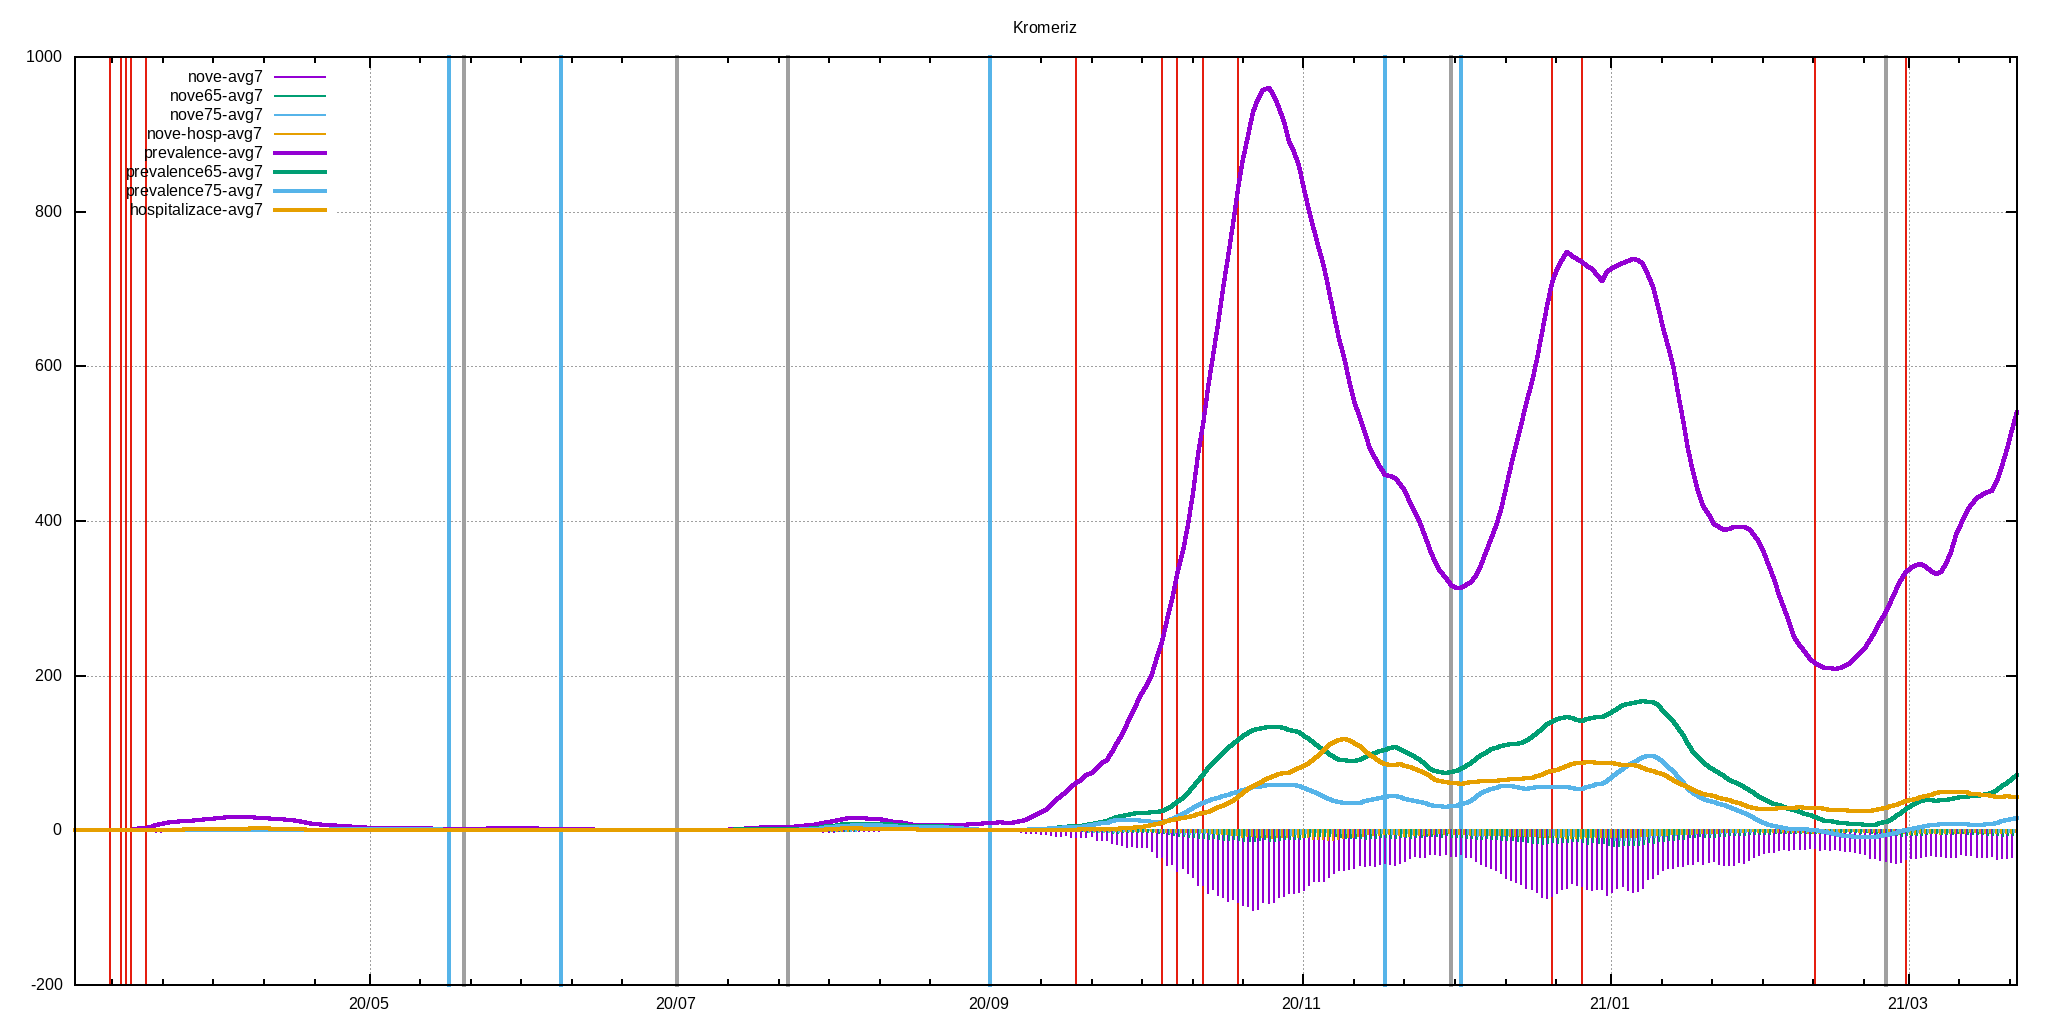 Kromeriz
1000
800
600
400
200
0
-200
nove-avg7
nove65-avg7
nove75-avg7
nove-hosp-avg7
prevalence-avg7
prevalence65-avg7
prevalence75-avg7
hospitalizace-avg7
20/05 20/07 20/09 20/11 21/01 21/03